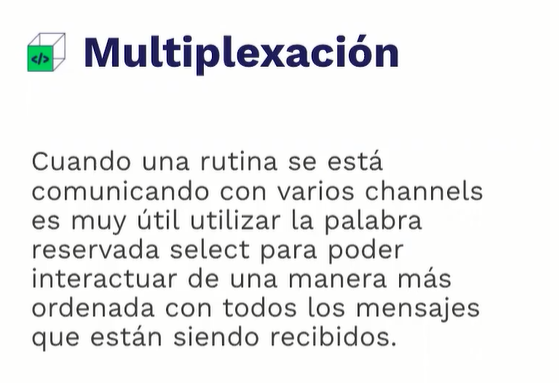 </> Multiplexación
Cuando una rutina se está
comunicando con varios channels
es muy útil utilizar la palabra
reservada select para poder
interactuar de una manera más
ordenada con todos los mensajes
que están siendo recibidos.